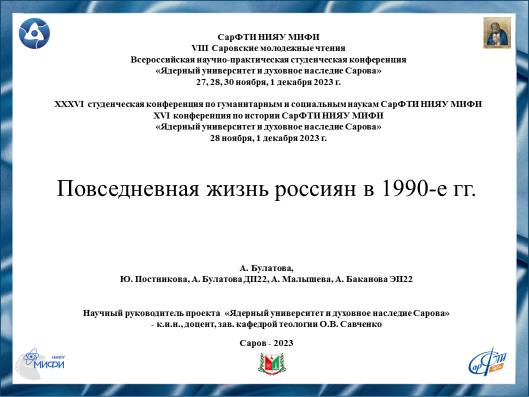 СарФТИ НИЯУ МИФИ
VIII Саровские молодежные чтения
Всероссийская научно-практическая студенческая конференция
«Ядерный университет и духовное наследие Сарова»
27, 28, 30 ноября, 1 декабря 2023 г.
XXXVI студенческая конференция по гуманитарным и социальным наукам СарФТИ НИЯУ МИФИ
XVI конференция по истории СарФТИ НИЯУ МИФИ
«Ядерный университет и духовное наследие Сарова»
28 ноября, 1 декабря 2023 г.
Повседневная жизнь россиян в 1990-е гг.
А. Булатова,
Ю. Постникова, А. Булатова ДП22, А. Малышева, А. Баканова ЭП22
Научный руководитель проекта «Ядерный университет и духовное наследие Сарова»
- к.и.н., доцент, зав. кафедрой теологии О.В. Савченко
Саров - 2023
НИЯУ
МИФИ
СарФТИ